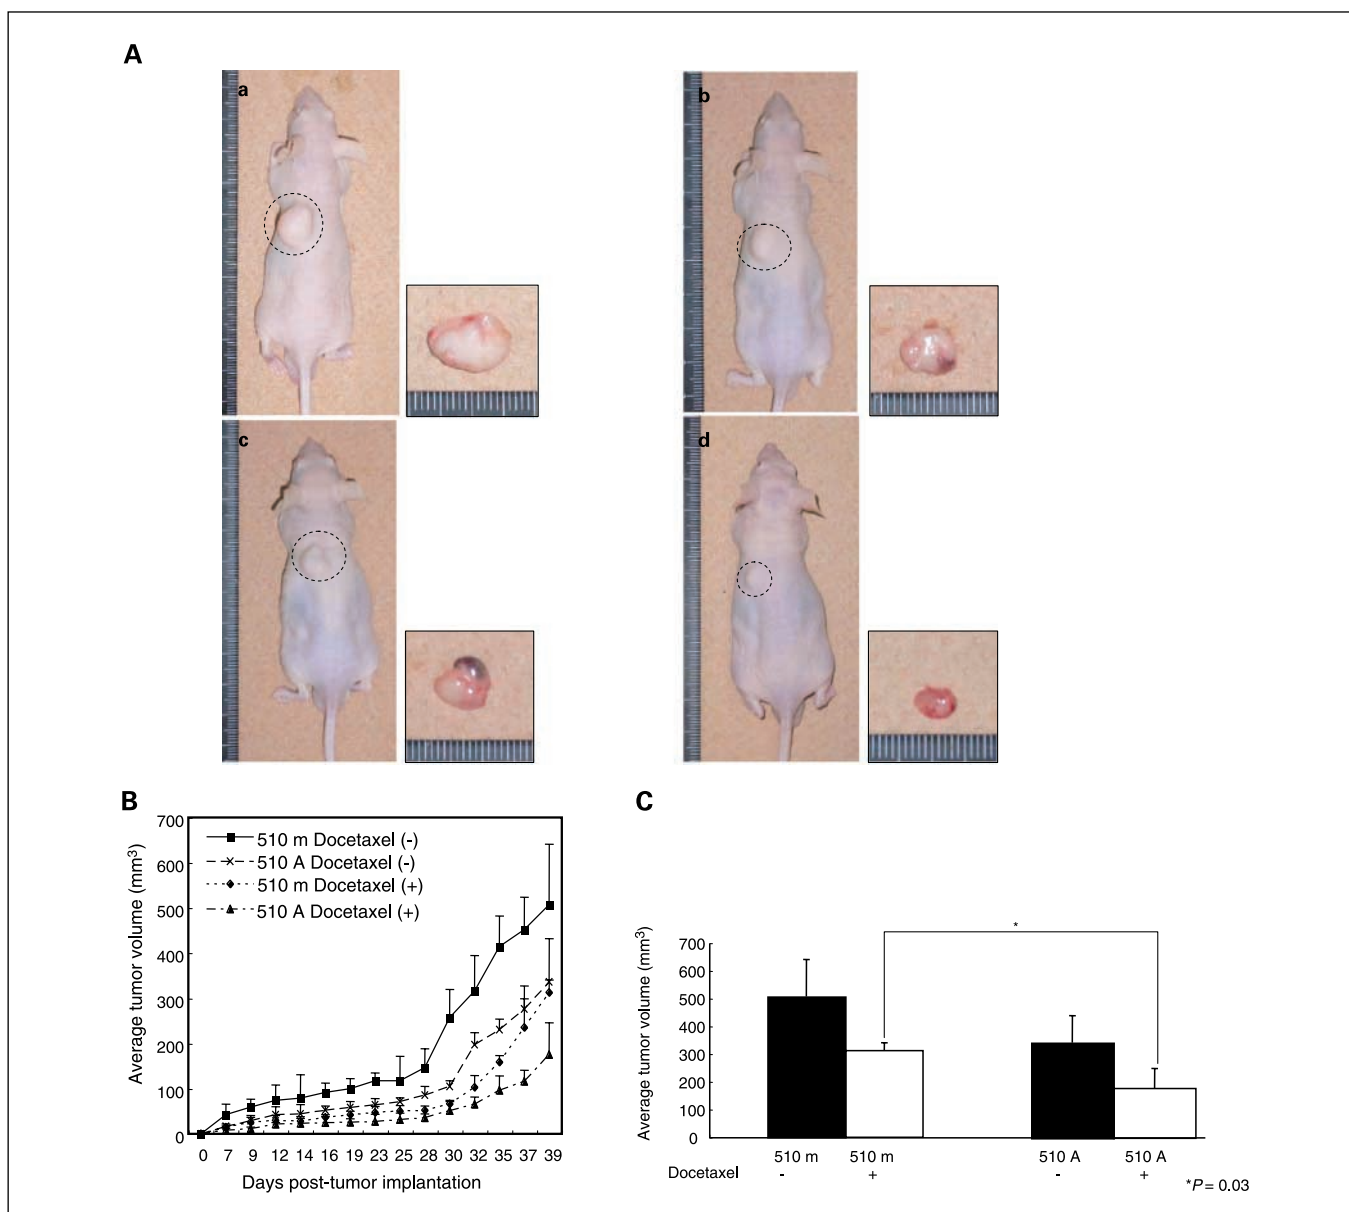 A
a
b
c
d
B
700
600
500
400
300
200
100
0
Average tumor volume (mm³)
510 m Docetaxel (-)
510 A Docetaxel (-)
510 m Docetaxel (+)
510 A Docetaxel (+)
0 7 9 12 14 16 19 23 25 28 30 32 35 37 39
Days post-tumor implantation
C
700
600
500
400
300
200
100
0
Average tumor volume (mm³)
*
510 m 510 m 510 A 510 A
Docetaxel - + - +
*P = 0.03